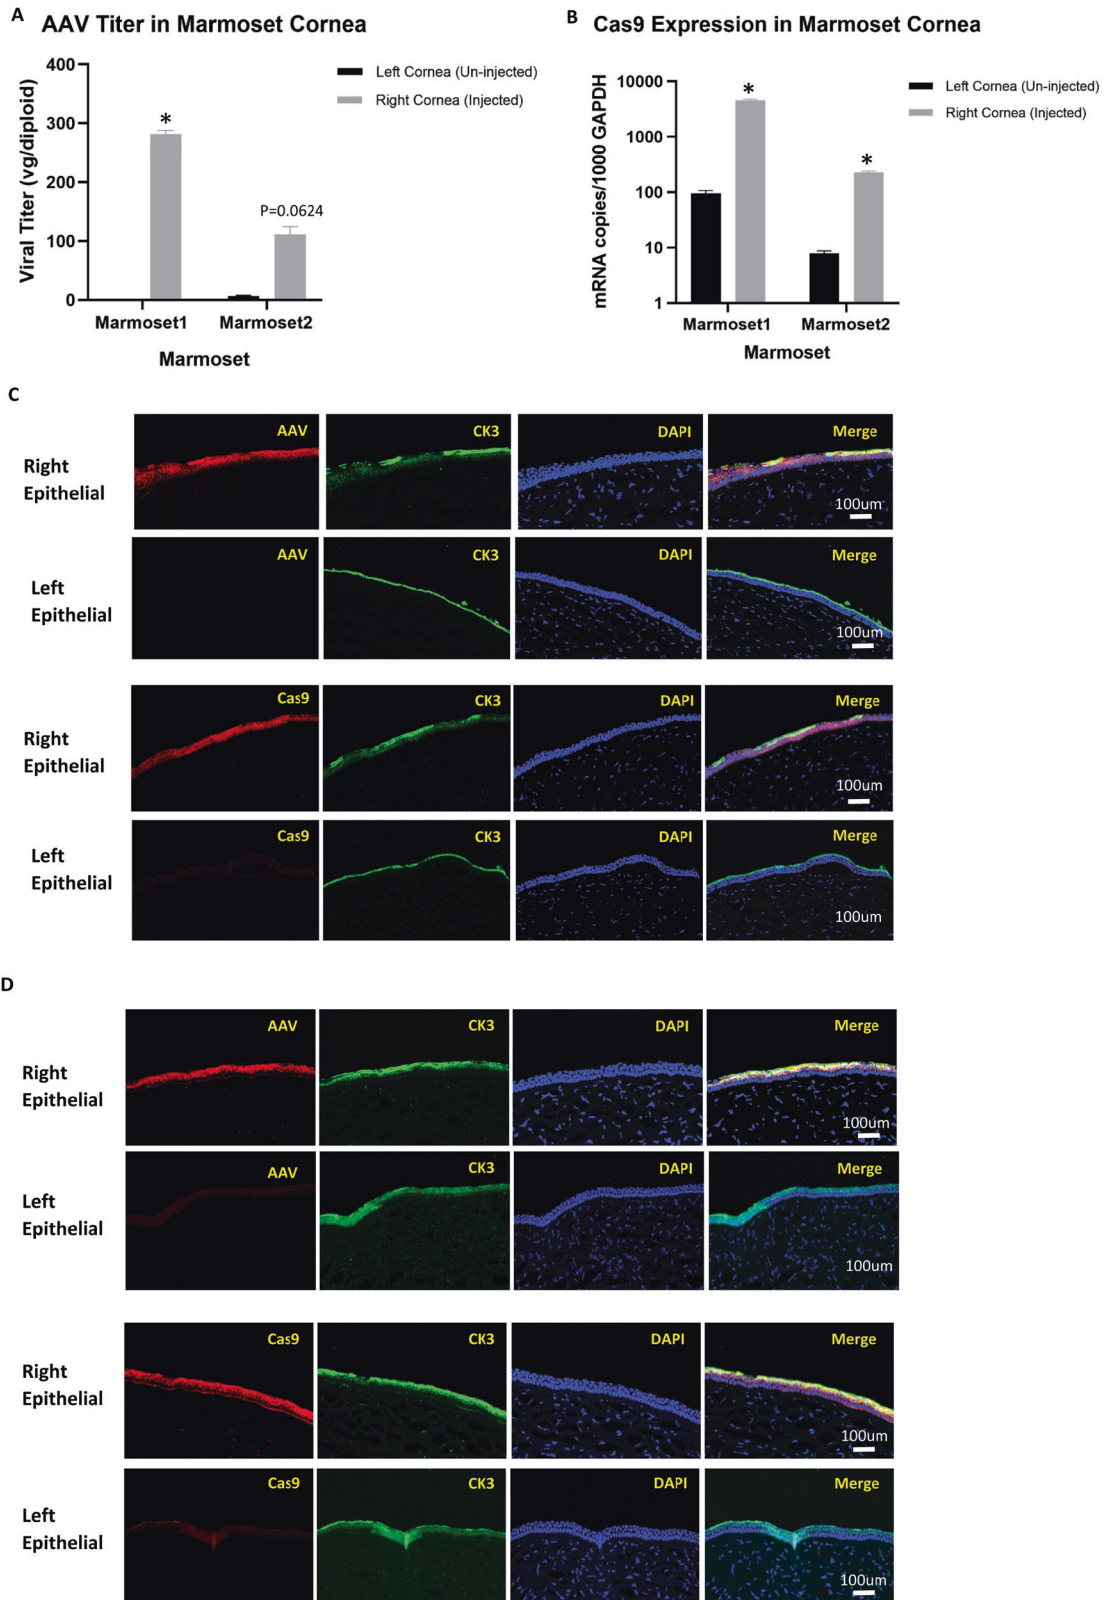 A AAV Titer in Marmoset Cornea
400
300
200
100
0
Viral Titer (vg/diploid)
Left Cornea (Un-injected)
Right Cornea (Injected)
*
P=0.0624
Marmoset1 Marmoset2
Marmoset
B Cas9 Expression in Marmoset Cornea
10000
1000
100
10
1
mRNA copies/1000 GAPDH
Left Cornea (Un-injected)
Right Cornea (Injected)
*
*
Marmoset1 Marmoset2
Marmoset
C
Right
Epithelial
AAV CK3 DAPI Merge
100um
Left
Epithelial
AAV CK3 DAPI Merge
100um
Right
Epithelial
Cas9 CK3 DAPI Merge
100um
Left
Epithelial
Cas9 CK3 DAPI Merge
100um
D
Right
Epithelial
AAV CK3 DAPI Merge
100um
Left
Epithelial
AAV CK3 DAPI Merge
100um
Right
Epithelial
Cas9 CK3 DAPI Merge
100um
Left
Epithelial
Cas9 CK3 DAPI Merge
100um